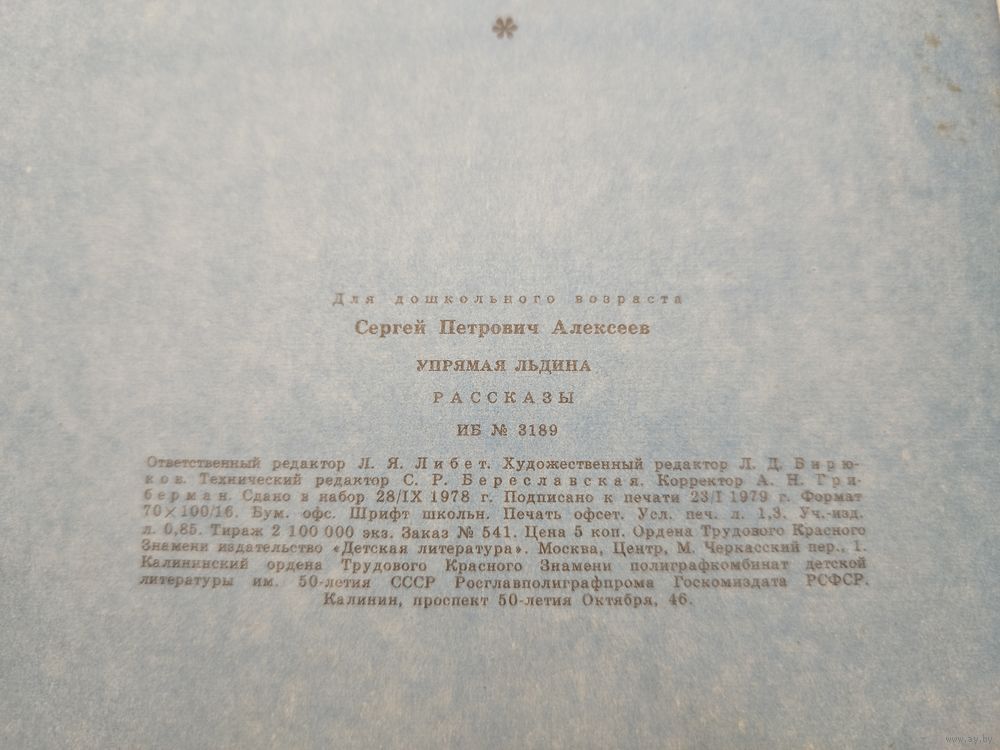 Для дошкольного возраста
Сергей Петрович Алексеев
УПРЯМАЯ ЛЬДИНА
РАССКАЗЫ
ИБ № 3189
Ответственный редактор Л. Я. Либет. Художественный редактор Л. Д. Бирю-
ков. Технический редактор С. Р. Береславская. Корректор А. Н. Гри-
берман. Сдано в набор 28/IX 1978 г. Подписано к печати 23/I 1979 г. Формат
70×100/16. Бум. офс. Шрифт школьн. Печать офсет. Усл. печ. л. 1,3. Уч.-изд.
л. 0,85. Тираж 2 100 000 экз. Заказ № 541. Цена 5 коп. Ордена Трудового Красного
Знамени издательство «Детская литература». Москва, Центр, М. Черкасский пер., 1.
Калининский ордена Трудового Красного Знамени полиграфкомбинат детской
литературы им. 50-летия СССР Росглавполиграфпрома Госкомиздата РСФСР.
Калинин, проспект 50-летия Октября, 46.
www.ay.by